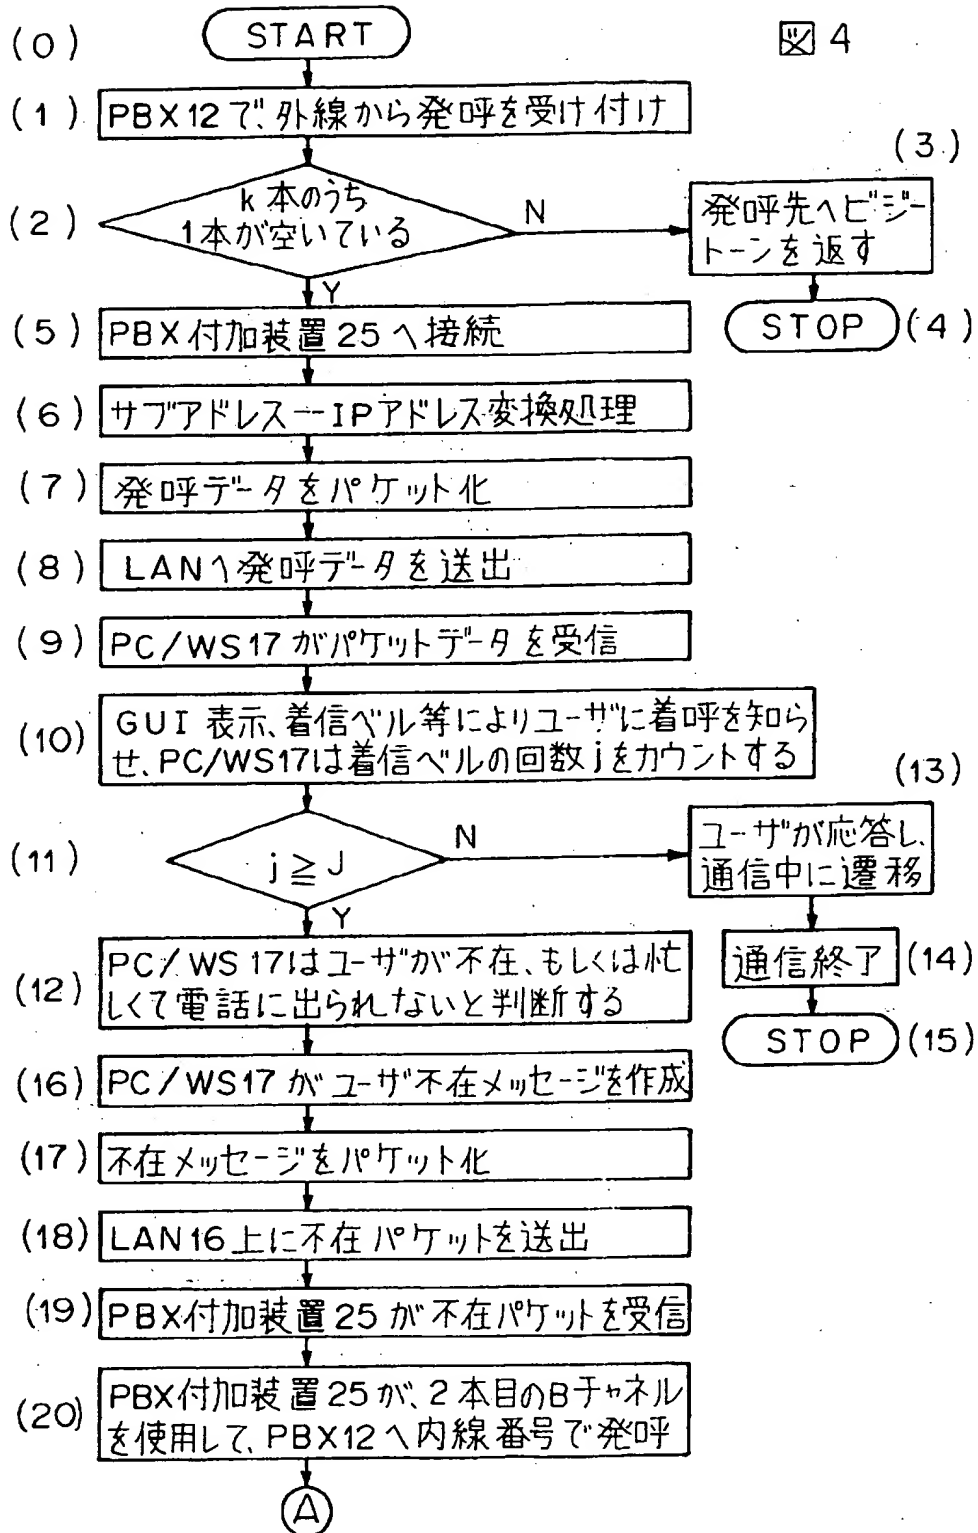 図4
(0)
START
(1)
PBX12で、外線から発呼を受け付け
(2)
k本のうち
1本が空いている
N
Y
(3)
発呼先へビジー
トーンを返す
STOP
(4)
(5)
PBX付加装置25へ接続
(6)
サブアドレス―IPアドレス変換処理
(7)
発呼データをパケット化
(8)
LANへ発呼データを送出
(9)
PC/WS17がパケットデータを受信
(10)
GUI表示、着信ベル等によりユーザに着呼を知ら
せ、PC/WS17は着信ベルの回数jをカウントする
(11)
j≧J
N
Y
(13)
ユーザが応答し、
通信中に遷移
通信終了
(14)
STOP
(15)
(12)
PC/WS17はユーザが不在、もしくは忙
しくて電話に出られないと判断する
(16)
PC/WS17がユーザ不在メッセージを作成
(17)
不在メッセージをパケット化
(18)
LAN16上に不在パケットを送出
(19)
PBX付加装置25が不在パケットを受信
(20)
PBX付加装置25が、2本目のBチャネル
を使用して、PBX12へ内線番号で発呼
A